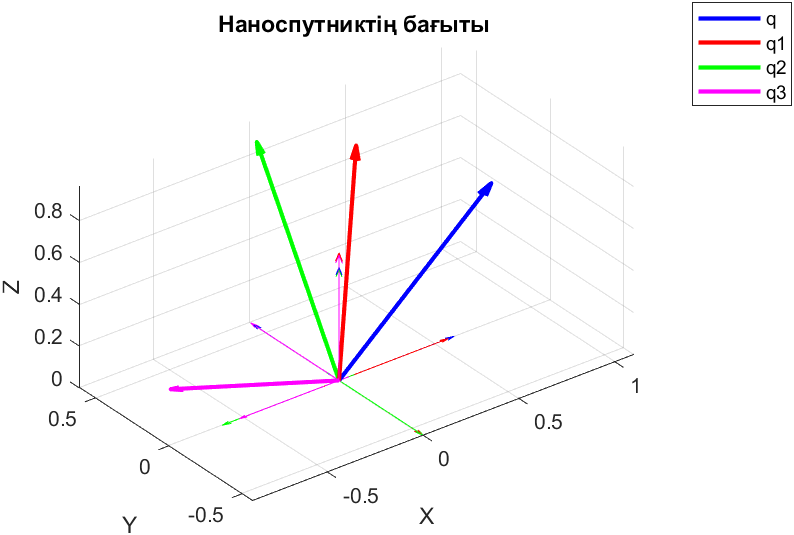 Наноспутниктің бағыты
q
q1
q2
q3
0.8
0.6
0.4
0.2
0
Z
0.5
0
-0.5
Y
-0.5
0
0.5
1
X